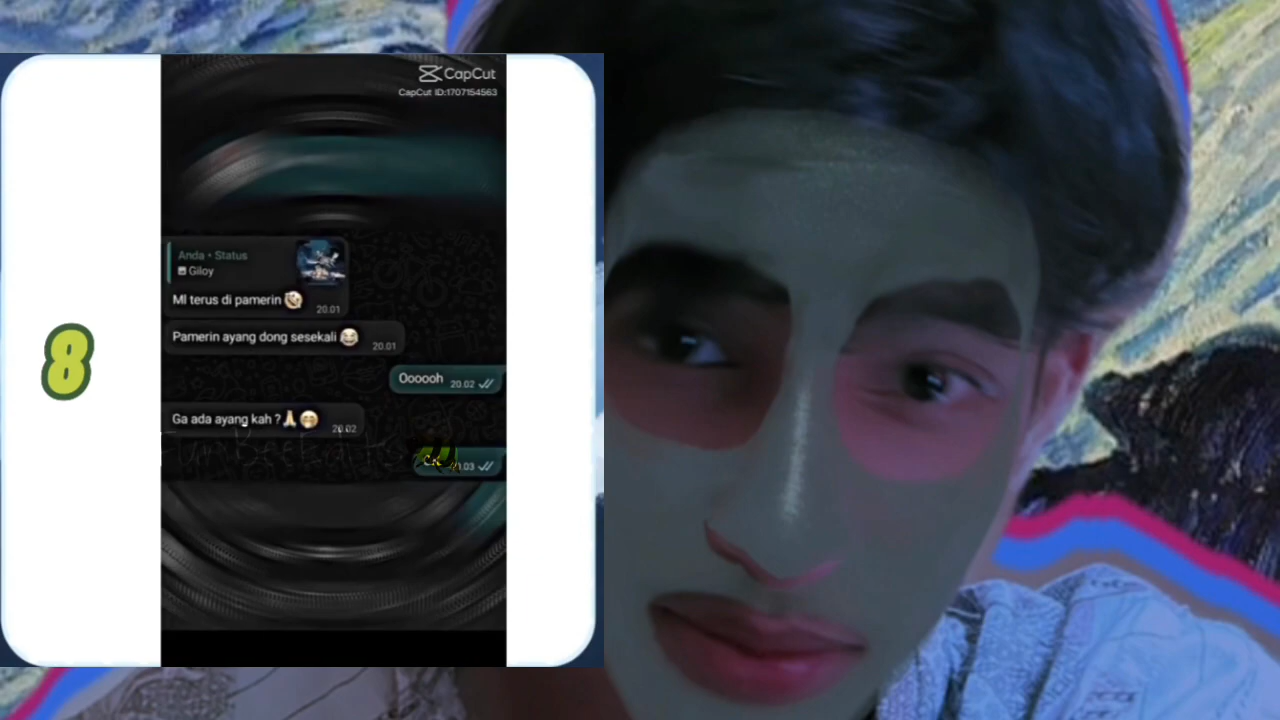 CapCut
CapCut ID:1707154563
Anda • Status
Giloy
Ml terus di pamerin
20.01
Pamerin ayang dong sesekali
20.01
Oooooh 20.02
8
Ga ada ayang kah ?
20.02
.03